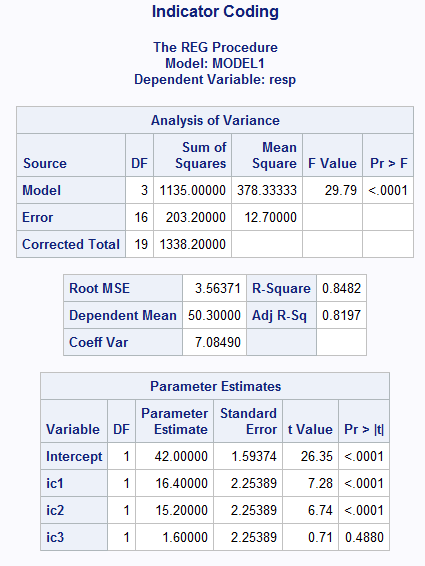 Indicator Coding
The REG Procedure
Model: MODEL1
Dependent Variable: resp
Analysis of Variance
Source DF Sum of Squares Mean Square F Value Pr > F
Model 3 1135.00000 378.33333 29.79 <.0001
Error 16 203.20000 12.70000
Corrected Total 19 1338.20000
Root MSE 3.56371 R-Square 0.8482
Dependent Mean 50.30000 Adj R-Sq 0.8197
Coeff Var 7.08490
Parameter Estimates
Variable DF Parameter Estimate Standard Error t Value Pr > |t|
Intercept 1 42.00000 1.59374 26.35 <.0001
ic1 1 16.40000 2.25389 7.28 <.0001
ic2 1 15.20000 2.25389 6.74 <.0001
ic3 1 1.60000 2.25389 0.71 0.4880